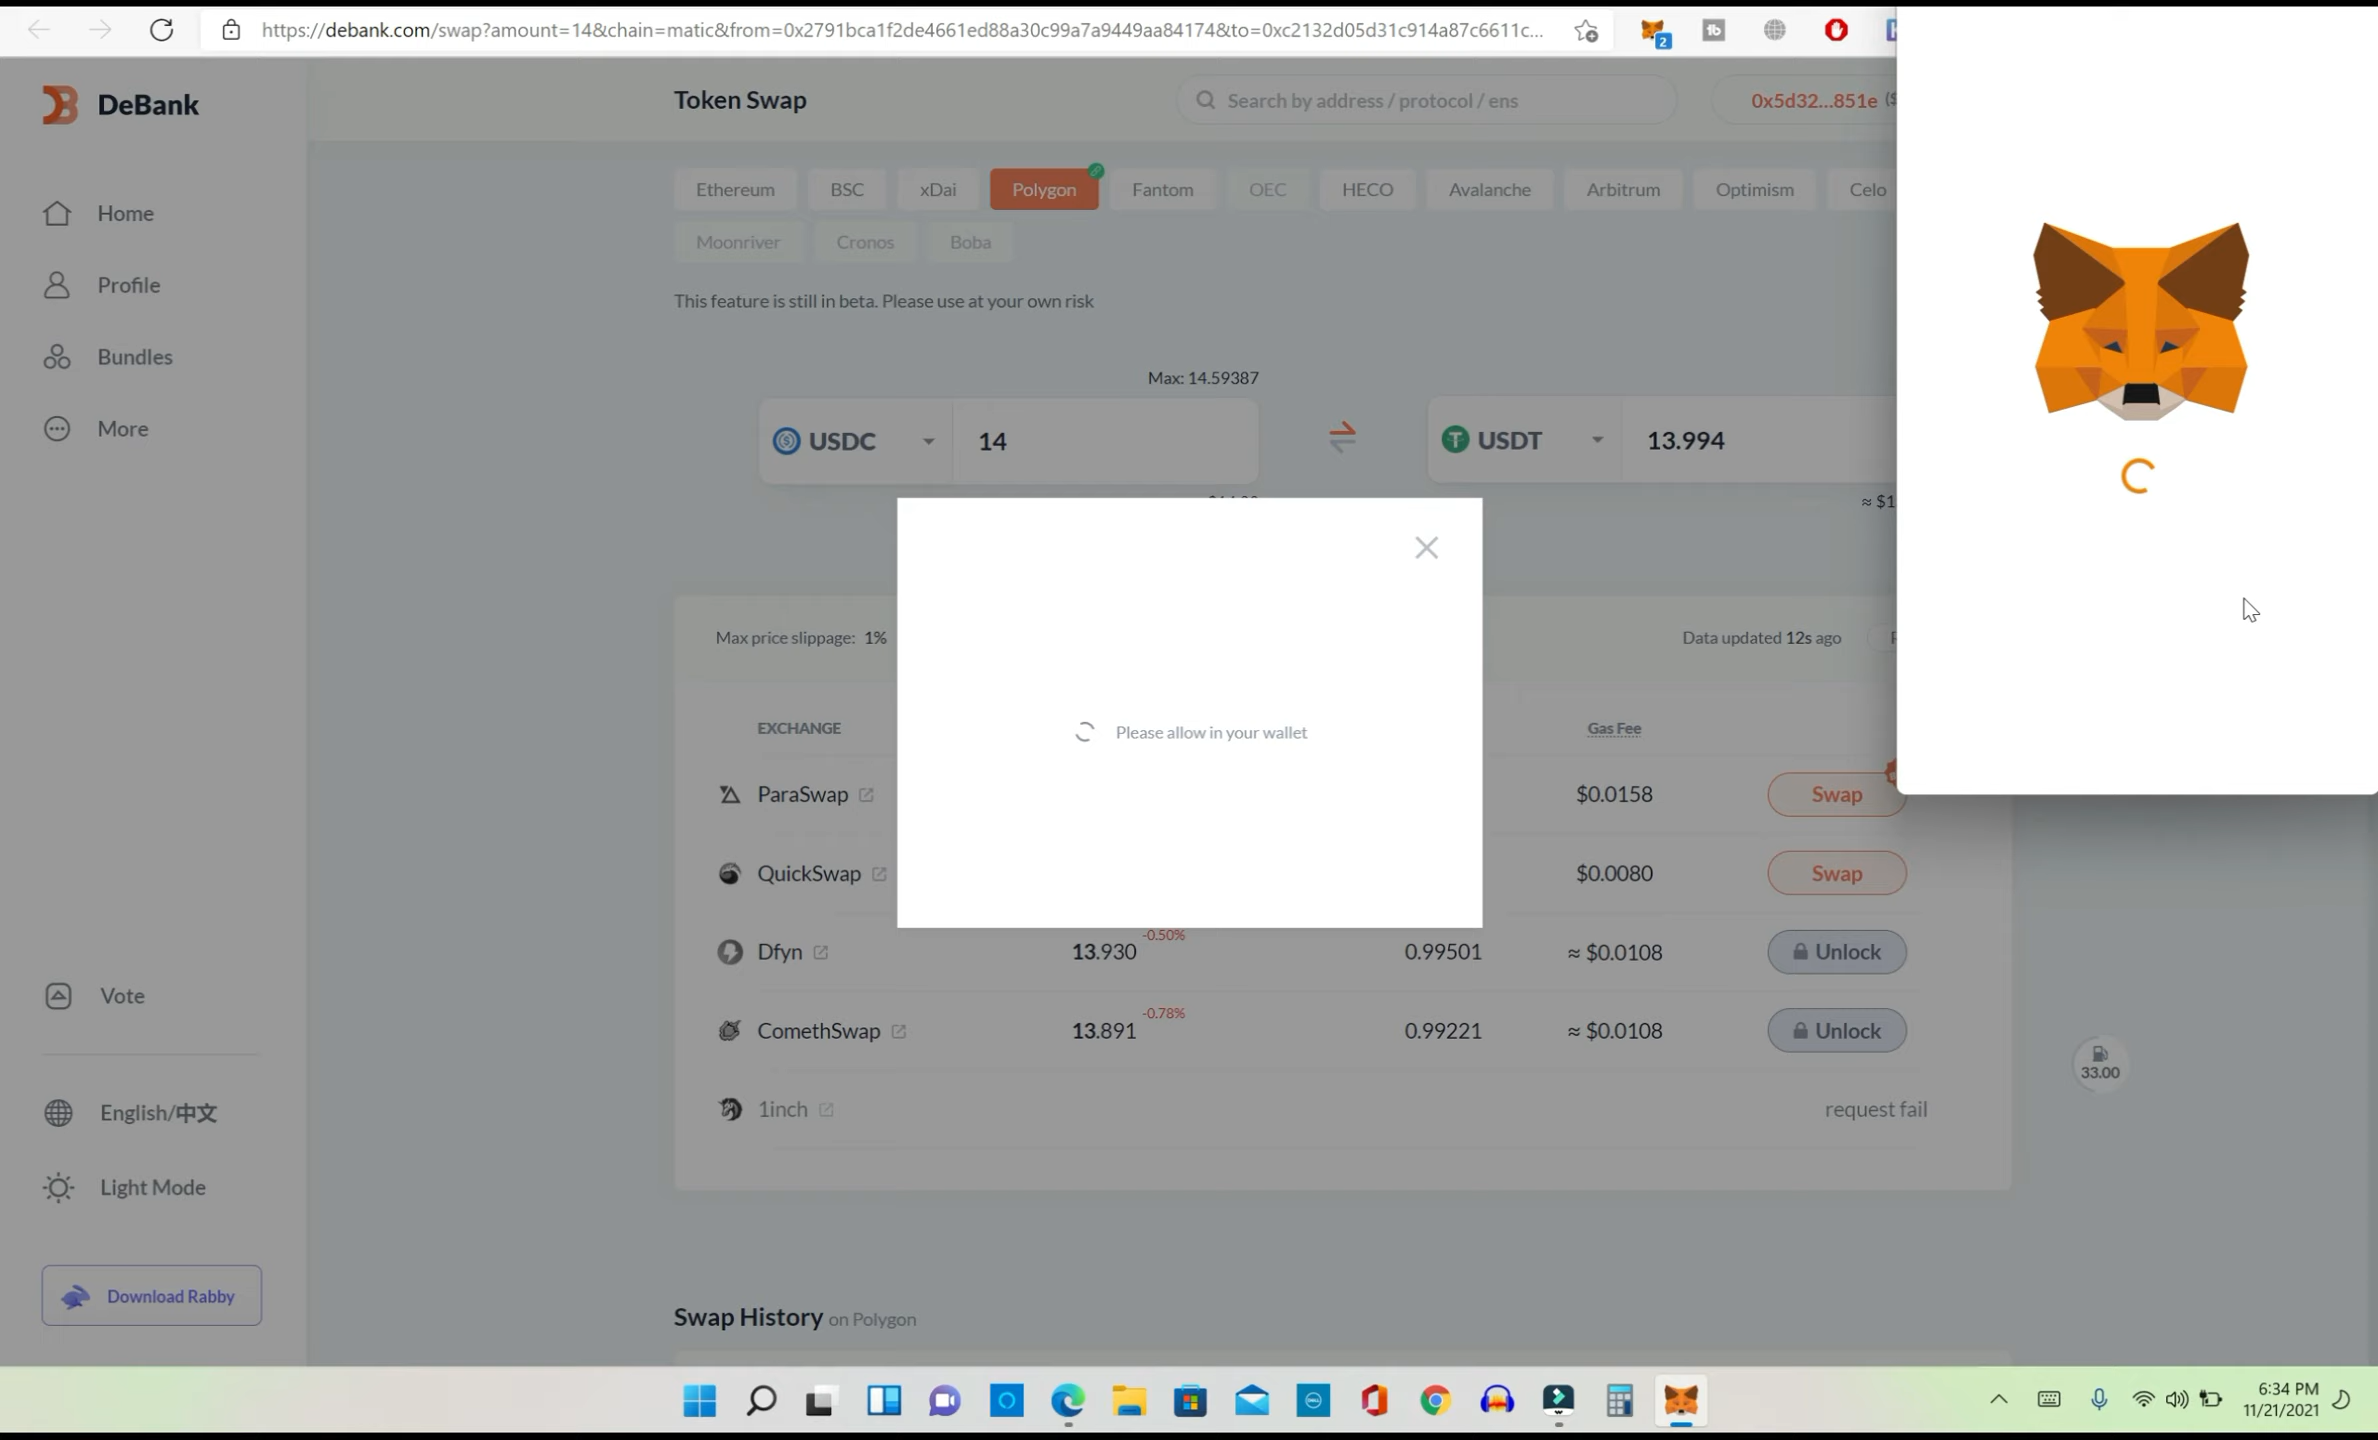 https://debank.com/swap?amount=14&chain=matic&from=0x2791bca1f2de4661ed88a30c99a7a9449aa84174&to=0xc2132d05d31c914a87c6611c...
2
DeBank
Token Swap
Search by address / protocol / ens
0x5d32...851e ($
Home
Profile
Bundles
More
Ethereum BSC xDai Polygon Fantom OEC HECO Avalanche Arbitrum Optimism Celo
Moonriver Cronos Boba
This feature is still in beta. Please use at your own risk
Max: 14.59387
USDC 14
USDT 13.994
≈ $1
Max price slippage: 1%
Data updated 12s ago
Please allow in your wallet
EXCHANGE Gas Fee
ParaSwap $0.0158 Swap
QuickSwap $0.0080 Swap
Dfyn 13.930 -0.50% 0.99501 ≈ $0.0108 Unlock
ComethSwap 13.891 -0.78% 0.99221 ≈ $0.0108 Unlock
1inch request fail
33.00
Vote
English/中文
Light Mode
Download Rabby
Swap History on Polygon
6:34 PM
11/21/2021